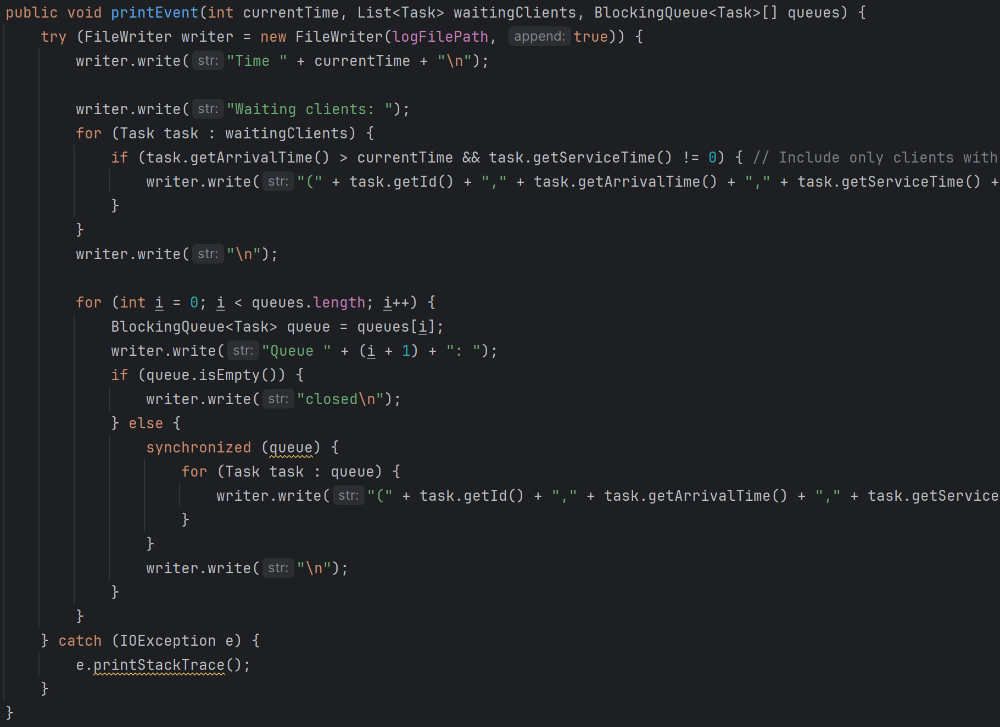 public void printEvent(int currentTime, List<Task> waitingClients, BlockingQueue<Task>[] queues) {
    try (FileWriter writer = new FileWriter(logFilePath, append: true)) {
        writer.write(str: "Time " + currentTime + "\n");

        writer.write(str: "Waiting clients: ");
        for (Task task : waitingClients) {
            if (task.getArrivalTime() > currentTime && task.getServiceTime() != 0) { // Include only clients with
                writer.write(str: "(" + task.getId() + "," + task.getArrivalTime() + "," + task.getServiceTime() +
            }
        }
        writer.write(str: "\n");

        for (int i = 0; i < queues.length; i++) {
            BlockingQueue<Task> queue = queues[i];
            writer.write(str: "Queue " + (i + 1) + ": ");
            if (queue.isEmpty()) {
                writer.write(str: "closed\n");
            } else {
                synchronized (queue) {
                    for (Task task : queue) {
                        writer.write(str: "(" + task.getId() + "," + task.getArrivalTime() + "," + task.getService
                    }
                }
                writer.write(str: "\n");
            }
        }
    } catch (IOException e) {
        e.printStackTrace();
    }
}